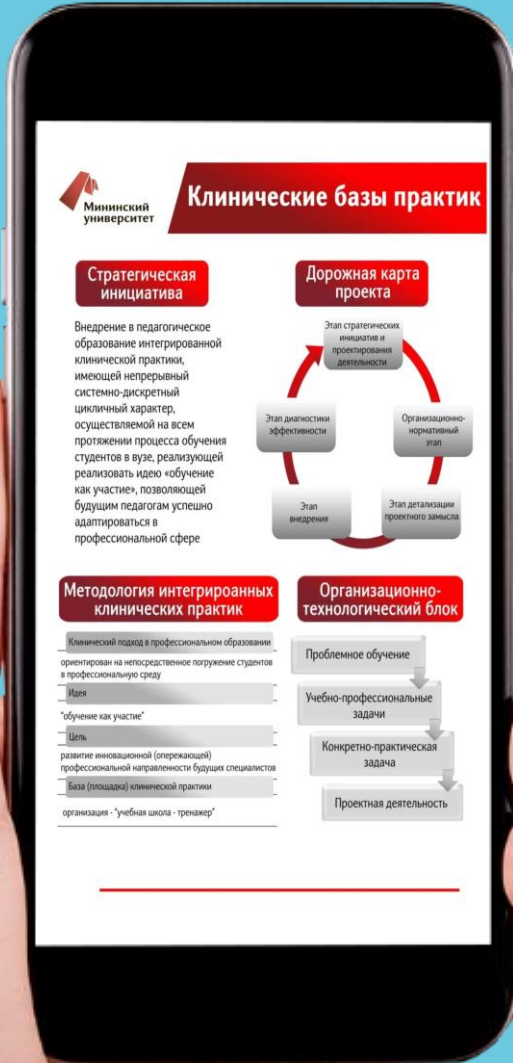 Мининский
университет
Клинические базы практик
Стратегическая
инициатива
Внедрение в педагогическое
образование интегрированной
клинической практики,
имеющей непрерывный
системно-дискретный
цикличный характер,
осуществляемой на всем
протяжении процесса обучения
студентов в вузе, реализующей
реализовать идею «обучение
как участие», позволяющей
будущим педагогам успешно
адаптироваться в
профессиональной сфере
Дорожная карта
проекта
Этап стратегических
инициатив и
проектирования
деятельности
Организационно-
нормативный
этап
Этап детализации
проектного замысла
Этап
внедрения
Этап диагностики
эффективности
Методология интегрироанных
клинических практик
Клинический подход в профессиональном образовании
ориентирован на непосредственное погружение студентов
в профессиональную среду
Идея
"обучение как участие"
Цель
развитие инновационной (опережающей)
профессиональной направленности будущих специалистов
База (площадка) клинической практики
организация - "учебная школа - тренажер"
Организационно-
технологический блок
Проблемное обучение
Учебно-профессиональные
задачи
Конкретно-практическая
задача
Проектная деятельность